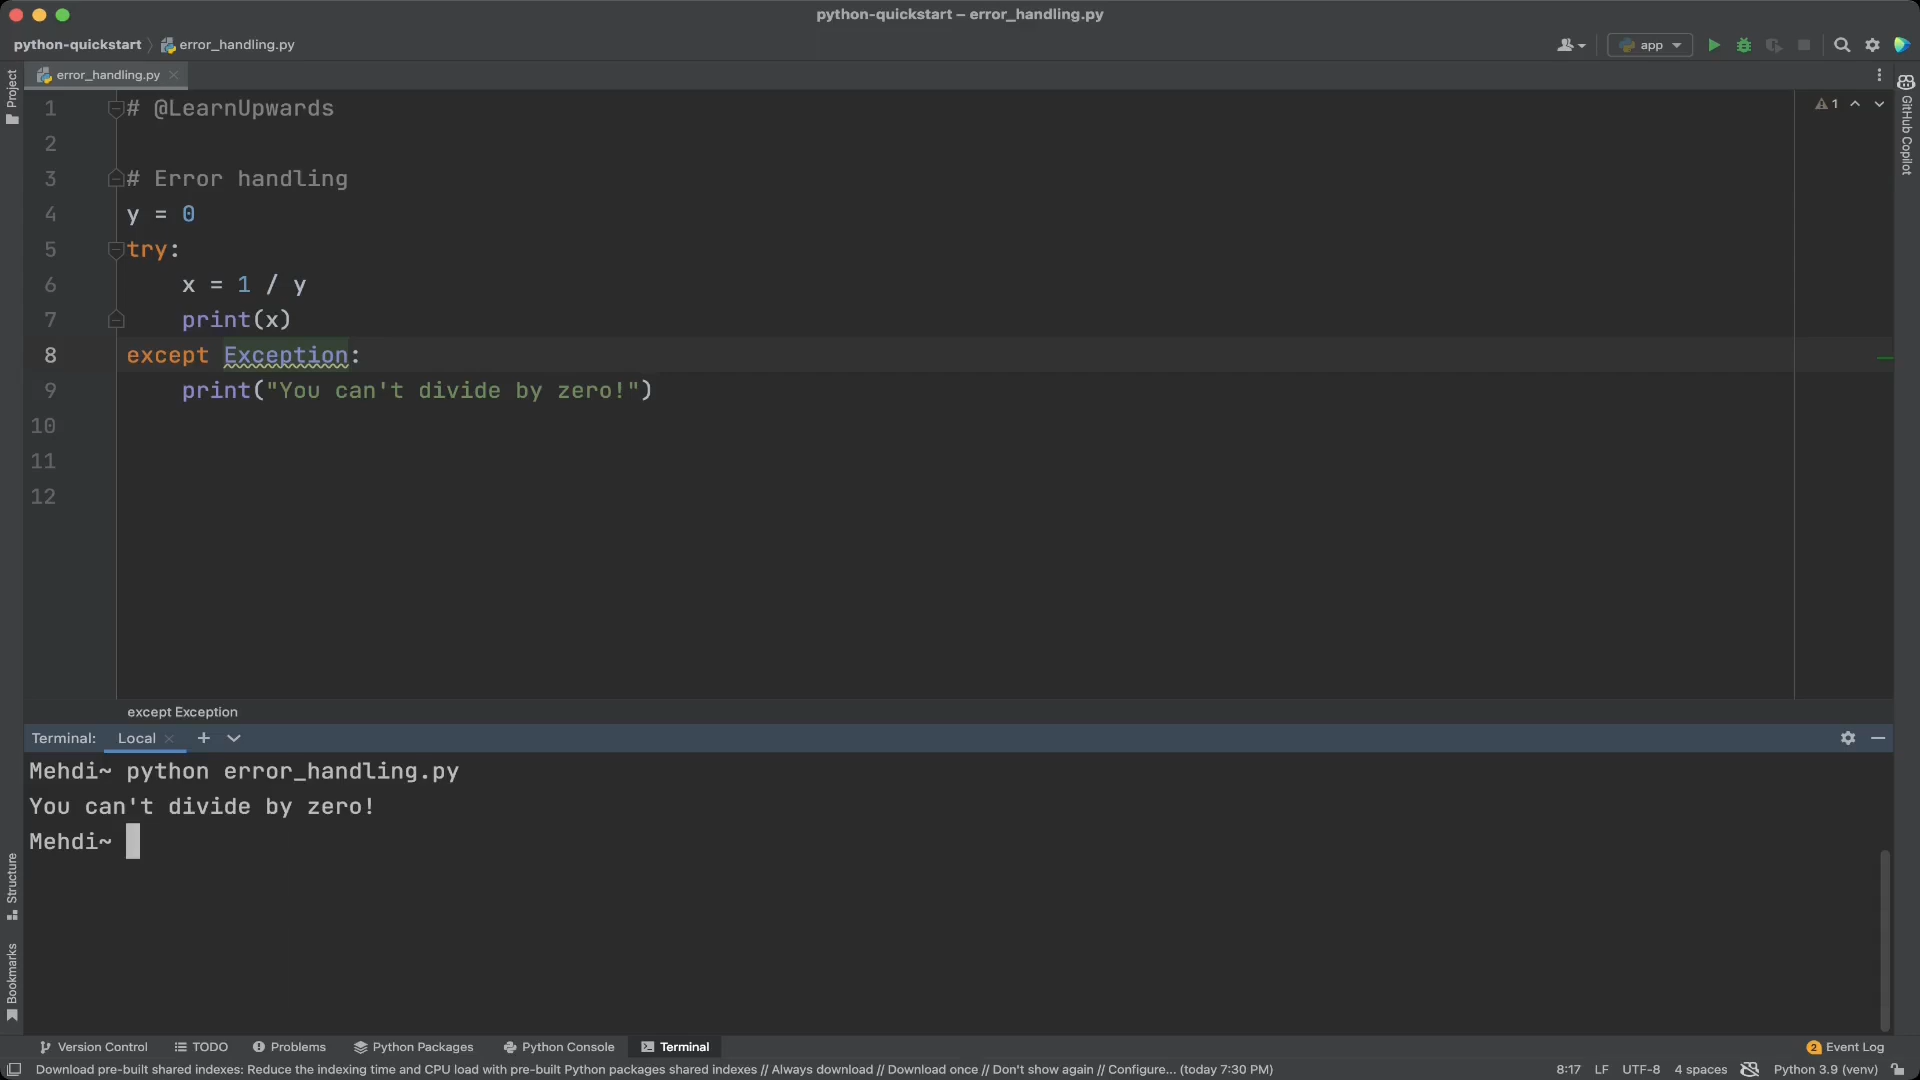 python-quickstart – error_handling.py
python-quickstart
error_handling.py
app
error_handling.py
Project
1 # @LearnUpwards
1
2
3 # Error handling
4 y = 0
5 try:
6 x = 1 / y
7 print(x)
8 except Exception:
9 print("You can't divide by zero!")
10
11
12
GitHub Copilot
except Exception
Terminal: Local
Mehdi~ python error_handling.py
You can't divide by zero!
Mehdi~
Structure
Bookmarks
Version Control TODO Problems Python Packages Python Console Terminal 2 Event Log
Download pre-built shared indexes: Reduce the indexing time and CPU load with pre-built Python packages shared indexes // Always download // Download once // Don't show again // Configure... (today 7:30 PM) 8:17 LF UTF-8 4 spaces Python 3.9 (venv)